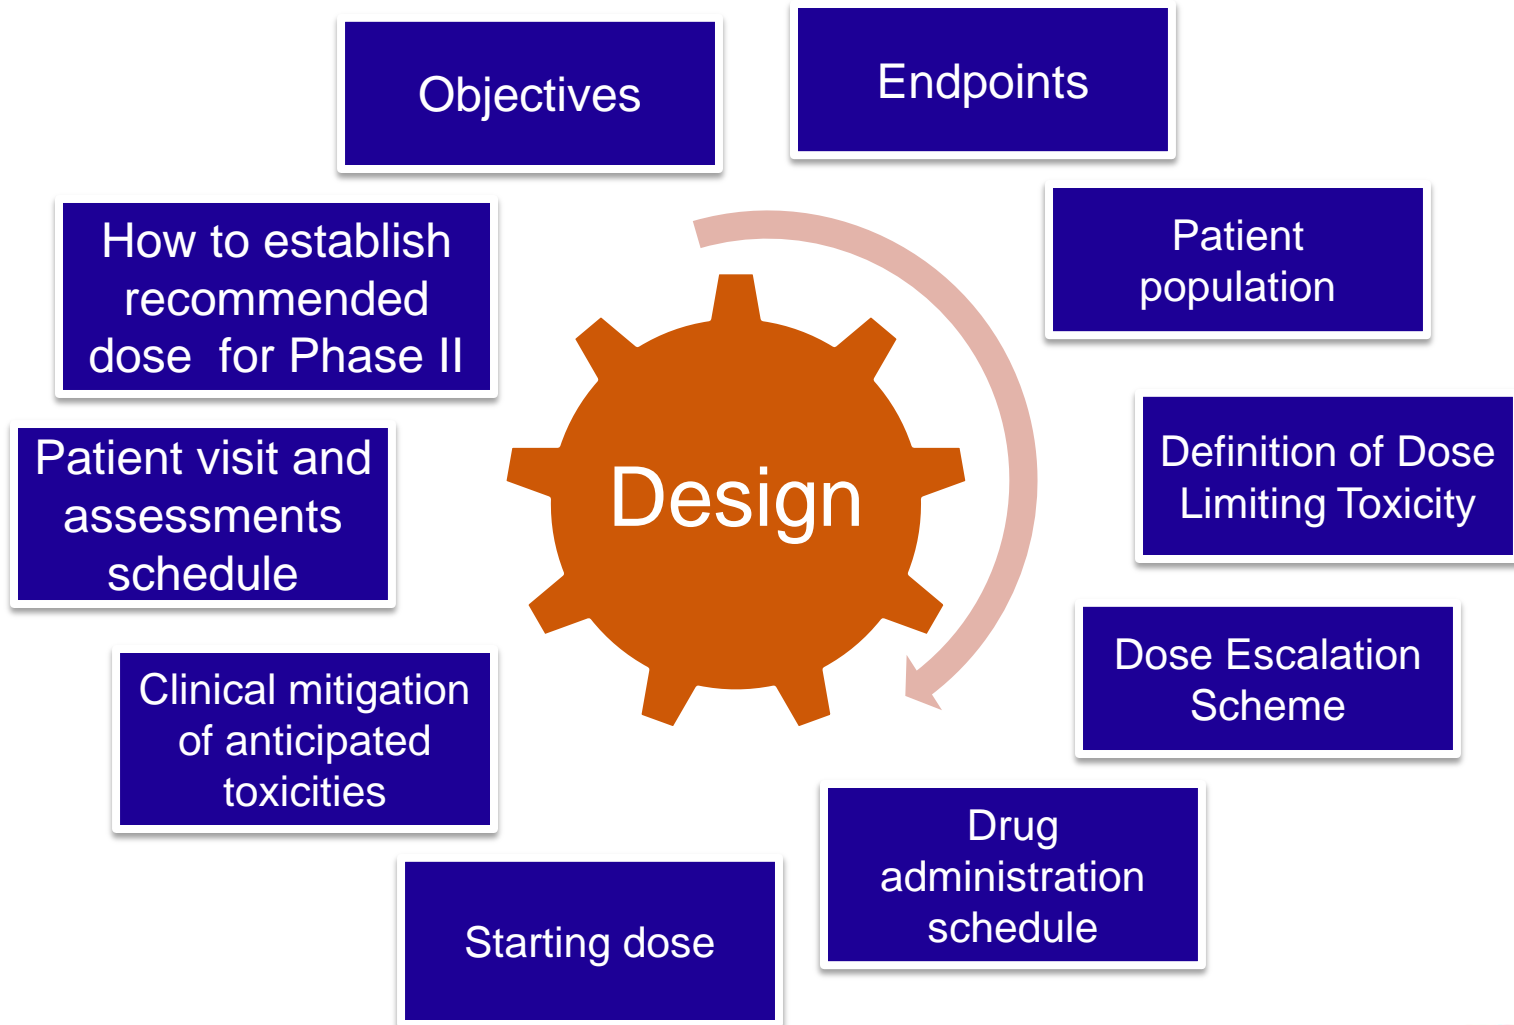 Objectives
Endpoints
How to establish
recommended
dose  for Phase II
Patient
population
Patient visit and
assessments
schedule
Design
Definition of Dose
Limiting Toxicity
Clinical mitigation
of anticipated
toxicities
Dose Escalation
Scheme
Starting dose
Drug
administration
schedule